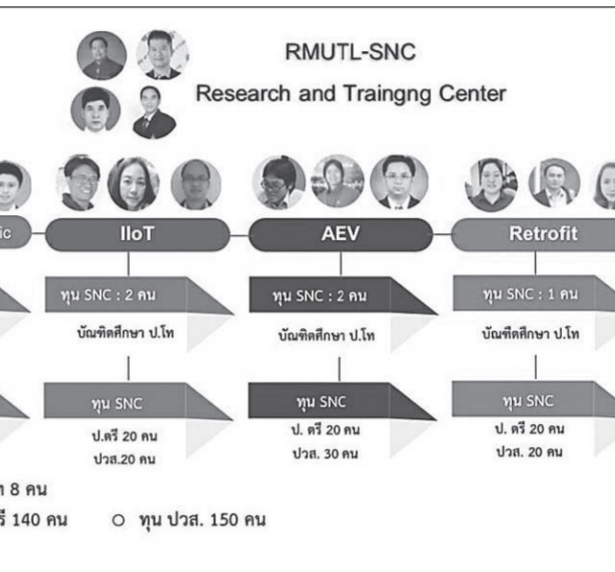 RMUTL-SNC
Research and Traingng Center
ic IIoT AEV Retrofit
ทุน SNC : 2 คน ทุน SNC : 2 คน ทุน SNC : 1 คน
บัณฑิตศึกษา ป.โท บัณฑิตศึกษา ป.โท บัณฑิตศึกษา ป.โท
ทุน SNC ทุน SNC ทุน SNC
ป.ตรี 20 คน ป. ตรี 20 คน ป. ตรี 20 คน
ปวส.20 คน ปวส. 30 คน ปวส. 20 คน
8 คน
140 คน ทุน ปวส. 150 คน